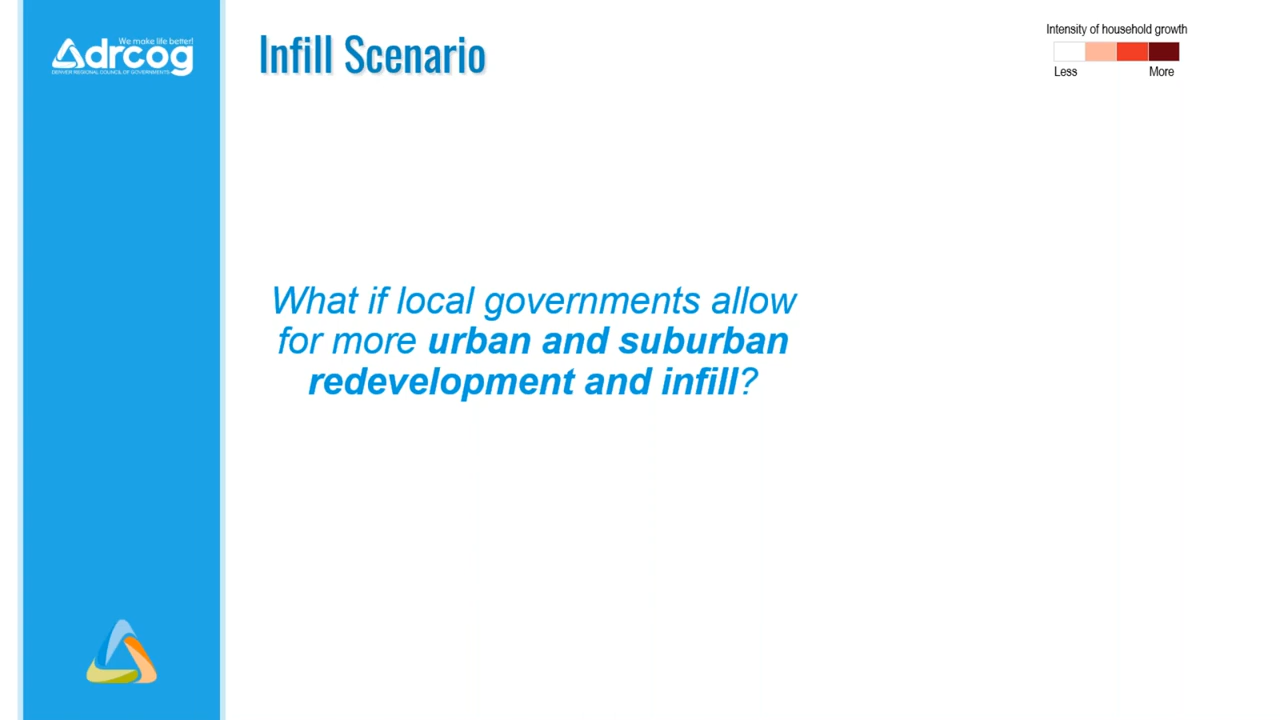 We make life better!
drcog
DENVER REGIONAL COUNCIL OF GOVERNMENTS
Infill Scenario
Intensity of household growth
Less More
What if local governments allow
for more urban and suburban
redevelopment and infill?